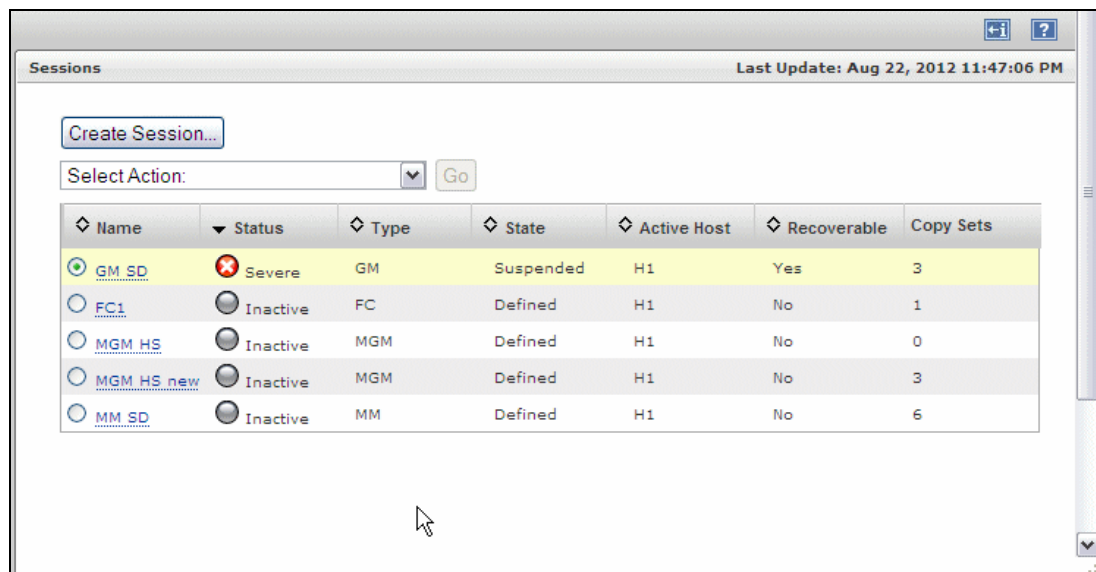 ?
Sessions Last Update: Aug 22, 2012 11:47:06 PM
Create Session...
Select Action: Go
Name Status Type State Active Host Recoverable Copy Sets
GM SD Severe GM Suspended H1 Yes 3
FC1 Inactive FC Defined H1 No 1
MGM HS Inactive MGM Defined H1 No 0
MGM HS new Inactive MGM Defined H1 No 3
MM SD Inactive MM Defined H1 No 6